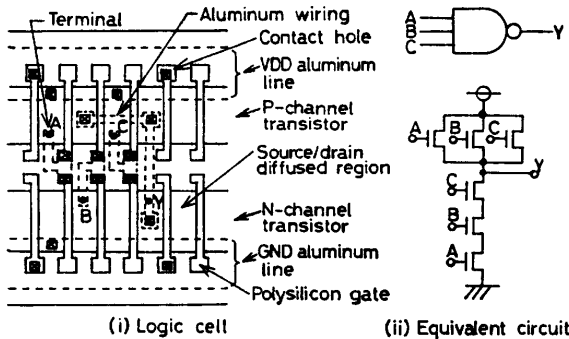 Terminal
Aluminum wiring
Contact hole
VDD aluminum
line
P-channel
transistor
Source/drain
diffused region
N-channel
transistor
GND aluminum
line
Polysilicon gate
A
C
B
Y
(i) Logic cell
A
B
C
Y
A
B
C
Y
C
B
A
(ii) Equivalent circuit